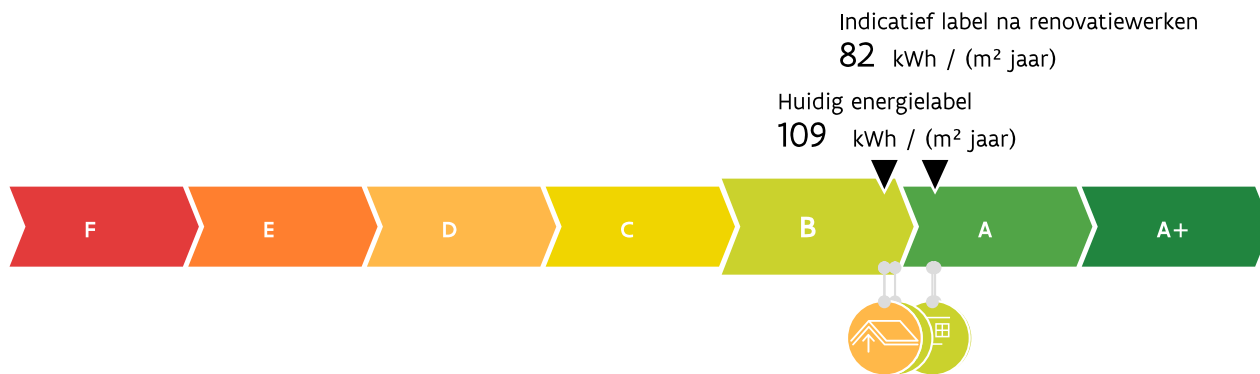 Indicatief label na renovatiewerken
82 kWh / (m² jaar)
Huidig energielabel
109 kWh / (m² jaar)
F E D C B A A+